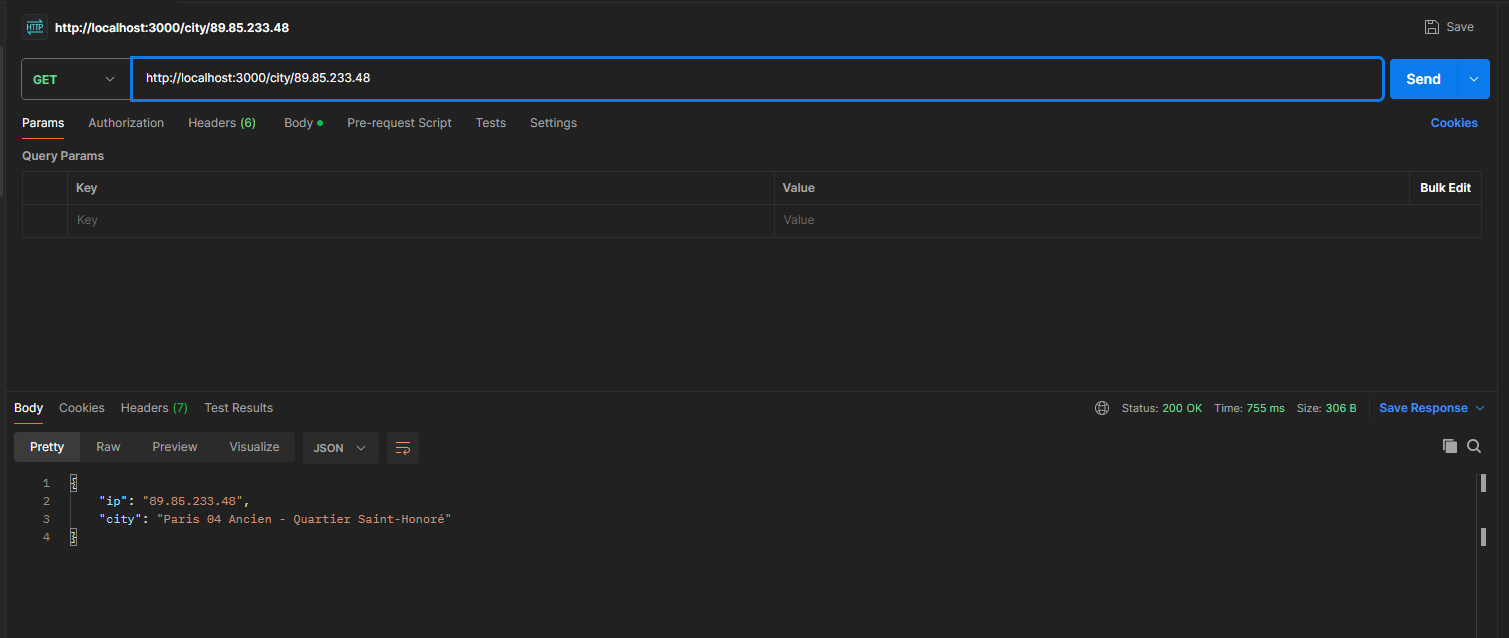 HTTP http://localhost:3000/city/89.85.233.48 Save
GET http://localhost:3000/city/89.85.233.48 Send
Params Authorization Headers (6) Body Pre-request Script Tests Settings Cookies
Query Params
Key Value Bulk Edit
Key Value
Body Cookies Headers (7) Test Results Status: 200 OK Time: 755 ms Size: 306 B Save Response
Pretty Raw Preview Visualize JSON
1 {
2 "ip": "89.85.233.48",
3 "city": "Paris 04 Ancien - Quartier Saint-Honoré"
4 }